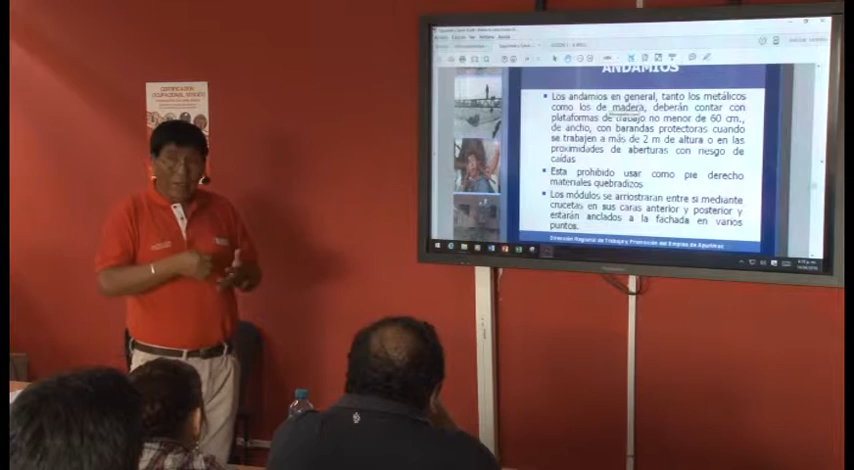 CERTIFICACIÓN
OCUPACIONAL
ANDAMIOS
▪ Los andamios en general, tanto los metálicos
como los de madera, deberán contar con
plataformas de trabajo no menor de 60 cm.,
de ancho, con barandas protectoras cuando
se trabajen a más de 2 m de altura o en las
proximidades de aberturas con riesgo de
caídas
▪ Esta prohibido usar como pie derecho
materiales quebradizos
▪ Los módulos se arriostraran entre si mediante
crucetas en sus caras anterior y posterior y
estarán anclados a la fachada en varios
puntos.
Dirección Regional de Trabajo y Promoción del Empleo de Apurímac